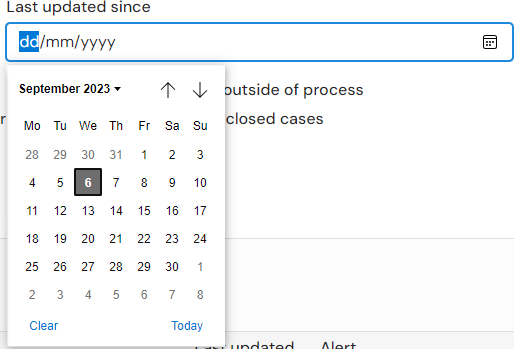 Last updated since
dd/mm/yyyy
September 2023
outside of process
r
closed cases
Mo Tu We Th Fr Sa Su
28 29 30 31 1 2 3
4 5 6 7 8 9 10
11 12 13 14 15 16 17
18 19 20 21 22 23 24
25 26 27 28 29 30 1
2 3 4 5 6 7 8
Clear Today
Last updated Alert